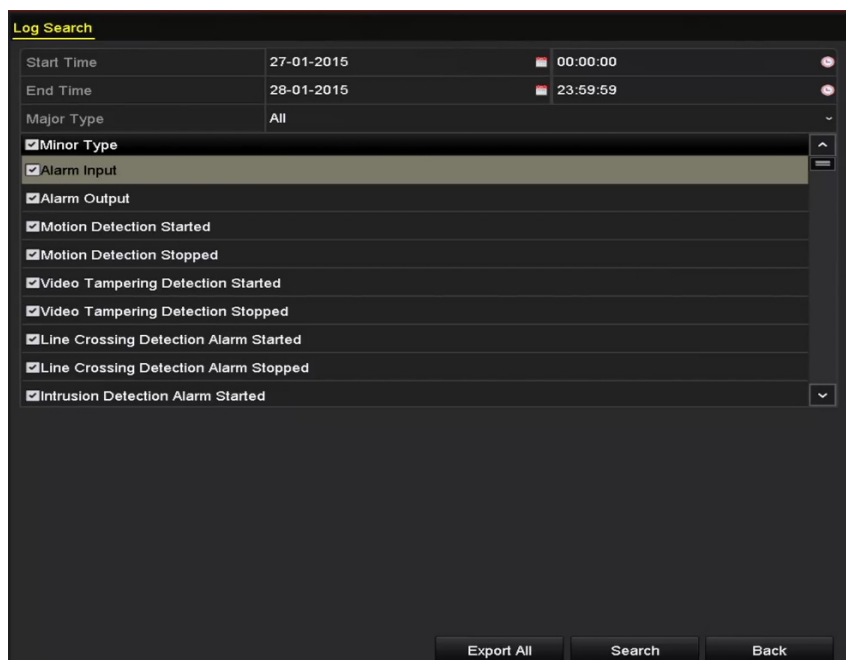 Log Search
Start Time 27-01-2015 00:00:00
End Time 28-01-2015 23:59:59
Major Type All
Minor Type
Alarm Input
Alarm Output
Motion Detection Started
Motion Detection Stopped
Video Tampering Detection Started
Video Tampering Detection Stopped
Line Crossing Detection Alarm Started
Line Crossing Detection Alarm Stopped
Intrusion Detection Alarm Started
Export All Search Back